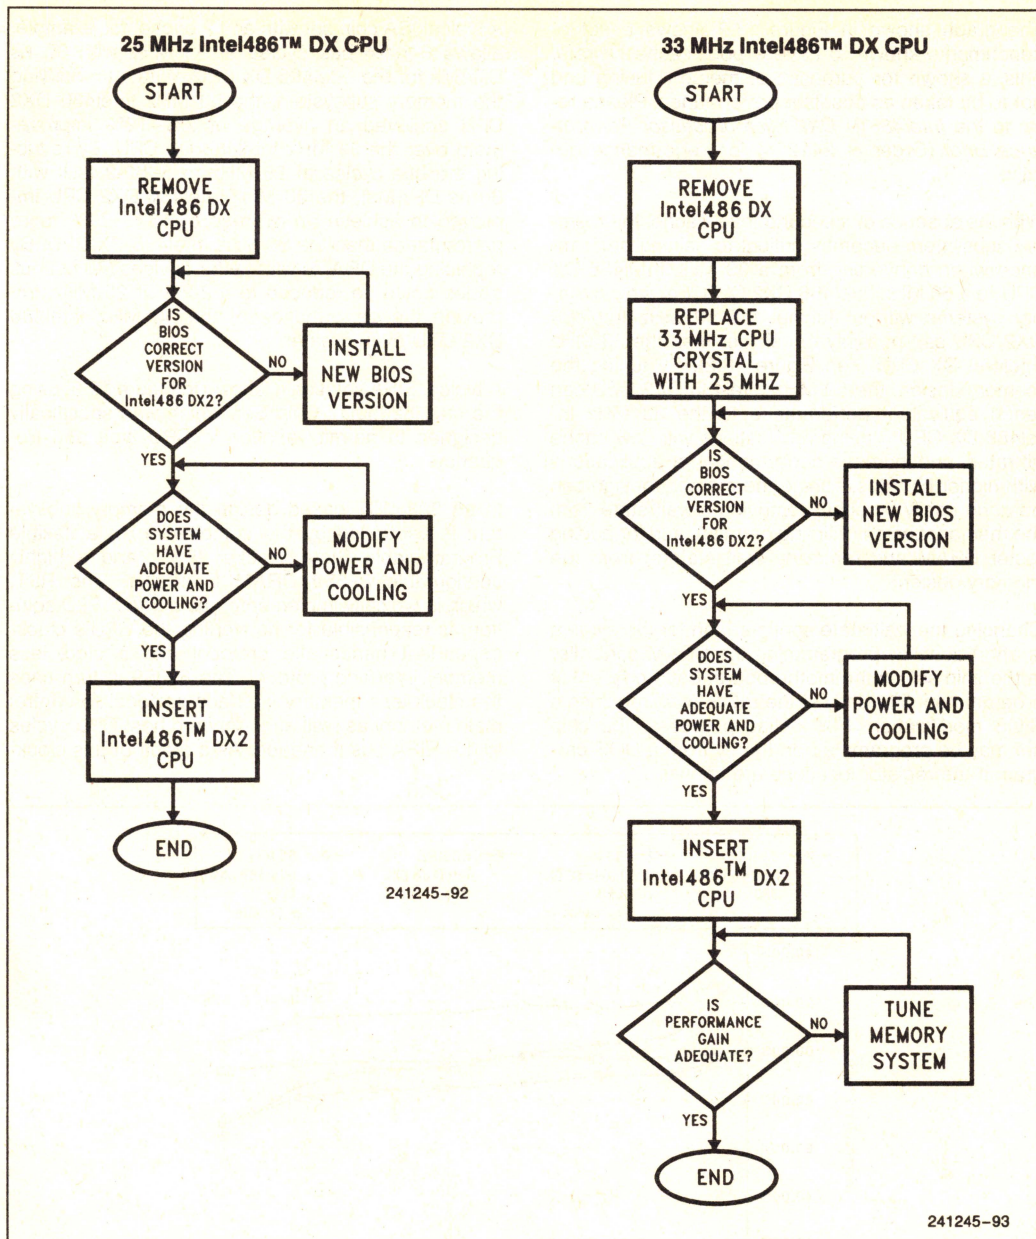 25 MHz Intel486™ DX CPU
START
REMOVE
Intel486 DX
CPU
IS
BIOS
CORRECT
VERSION
FOR
Intel486 DX2?
NO
INSTALL
NEW BIOS
VERSION
YES
DOES
SYSTEM
HAVE
ADEQUATE
POWER AND
COOLING?
NO
MODIFY
POWER AND
COOLING
YES
INSERT
Intel486™ DX2
CPU
END
241245–92
33 MHz Intel486™ DX CPU
START
REMOVE
Intel486 DX
CPU
REPLACE
33 MHz CPU
CRYSTAL
WITH 25 MHZ
IS
BIOS
CORRECT
VERSION
FOR
Intel486 DX2?
NO
INSTALL
NEW BIOS
VERSION
YES
DOES
SYSTEM
HAVE
ADEQUATE
POWER AND
COOLING?
NO
MODIFY
POWER AND
COOLING
YES
INSERT
Intel486™ DX2
CPU
IS
PERFORMANCE
GAIN
ADEQUATE?
NO
TUNE
MEMORY
SYSTEM
YES
END
241245–93